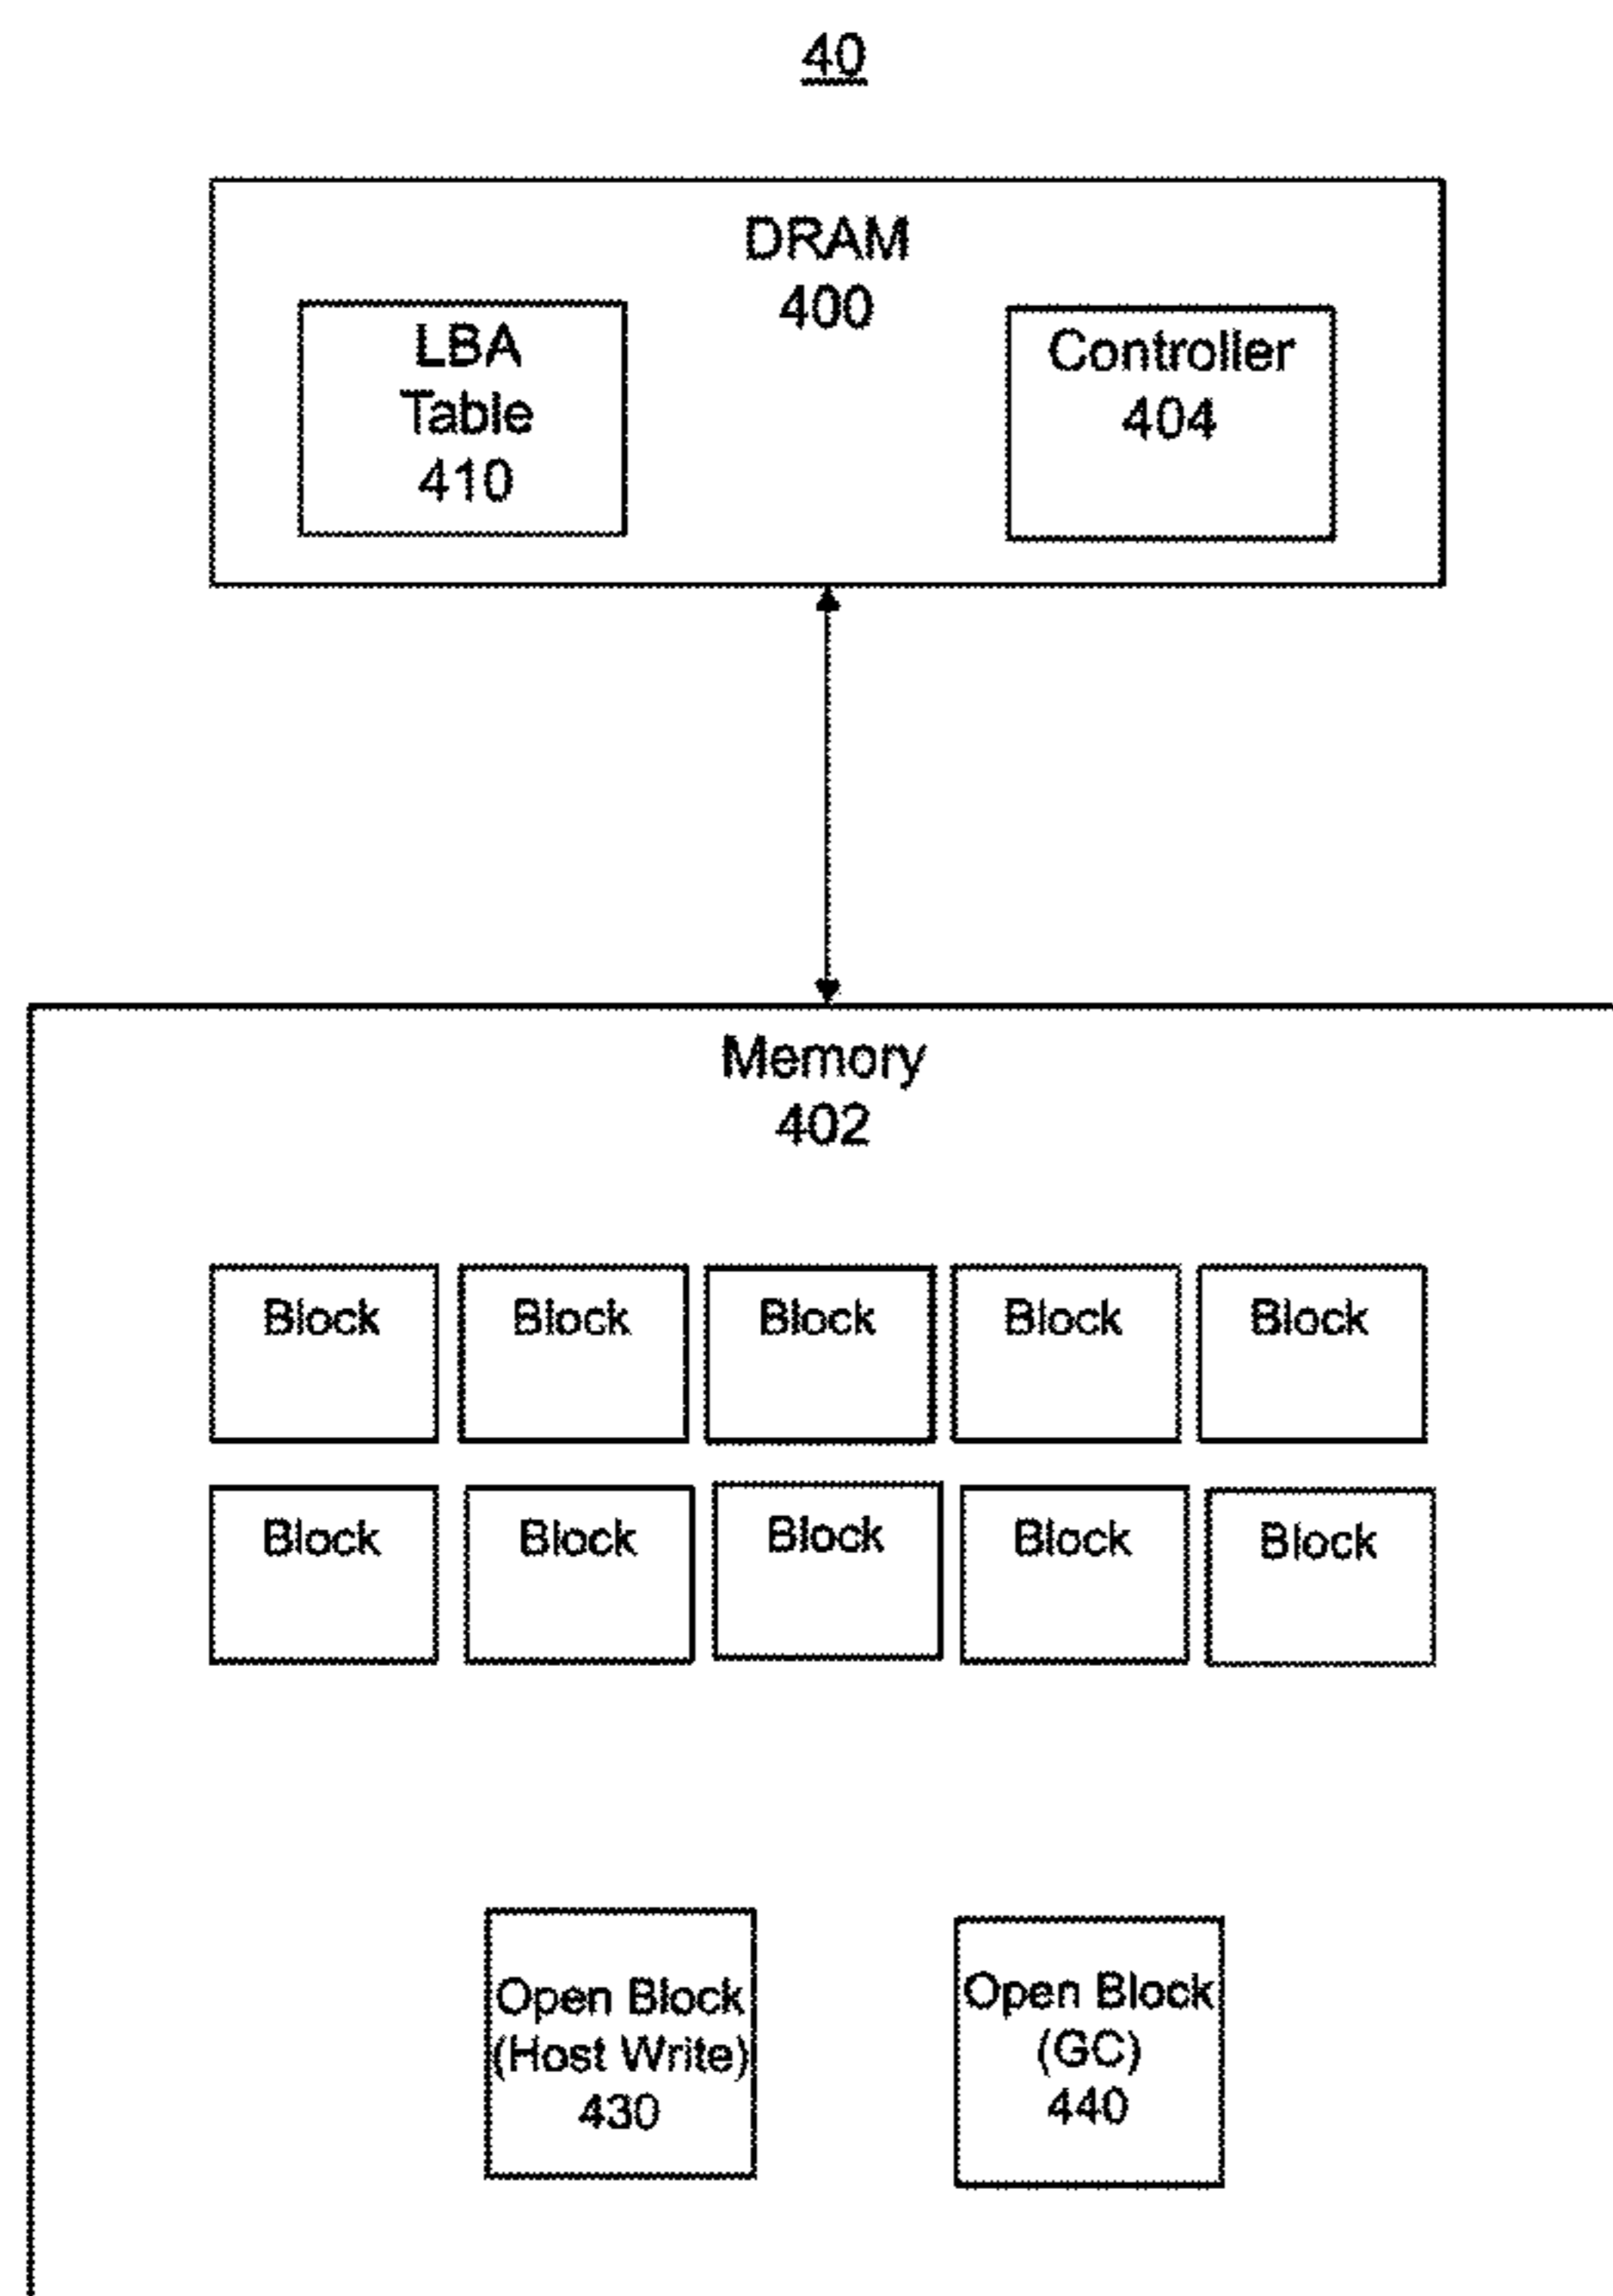 40
DRAM
400
LBA
Table
410
Controller
404
Memory
402
Block Block Block Block Block
Block Block Block Block Block
Open Block
(Host Write)
430
Open Block
(GC)
440